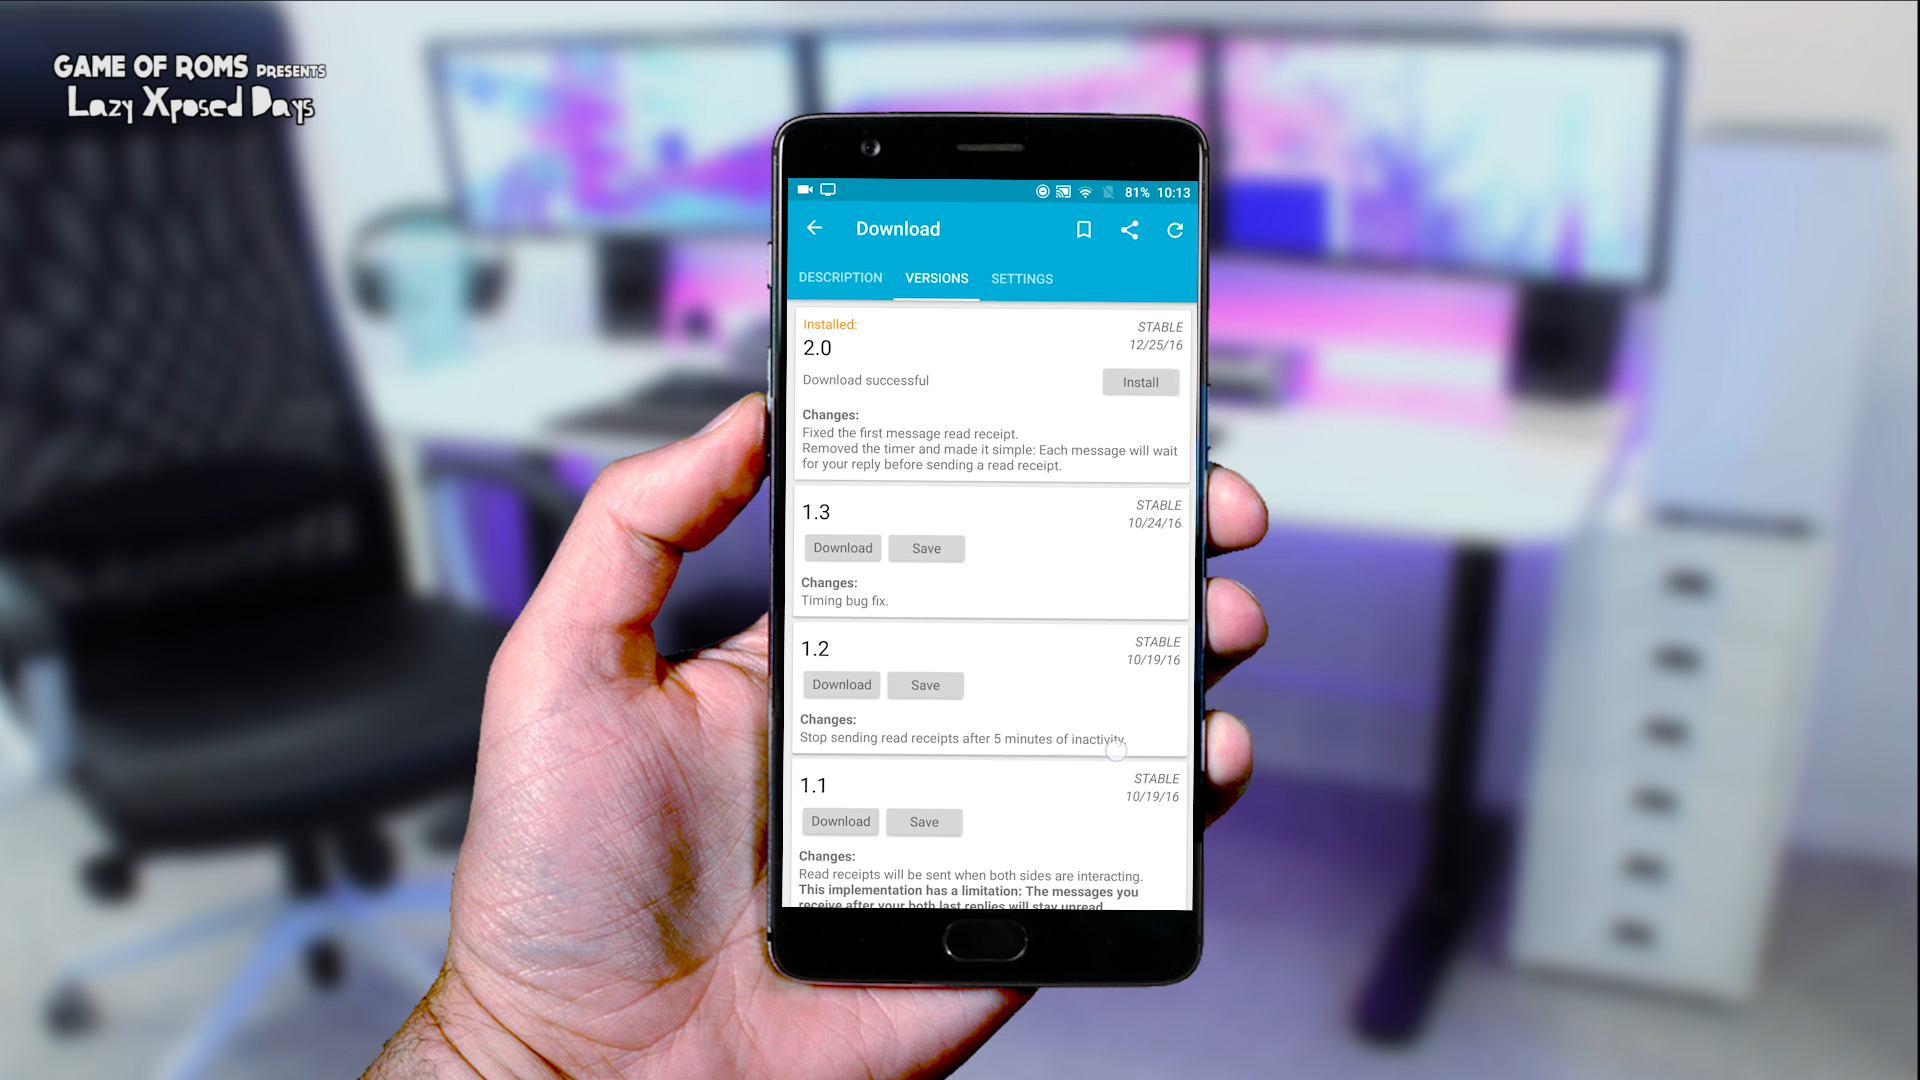 GAME OF ROMS PRESENTS
Lazy Xposed Days
81% 10:13
Download
DESCRIPTION VERSIONS SETTINGS
Installed:
2.0
STABLE
12/25/16
Download successful
Install
Changes:
Fixed the first message read receipt.
Removed the timer and made it simple: Each message will wait
for your reply before sending a read receipt.
1.3
STABLE
10/24/16
Download Save
Changes:
Timing bug fix.
1.2
STABLE
10/19/16
Download Save
Changes:
Stop sending read receipts after 5 minutes of inactivity.
1.1
STABLE
10/19/16
Download Save
Changes:
Read receipts will be sent when both sides are interacting.
This implementation has a limitation: The messages you
receive after your both last replies will stay unread